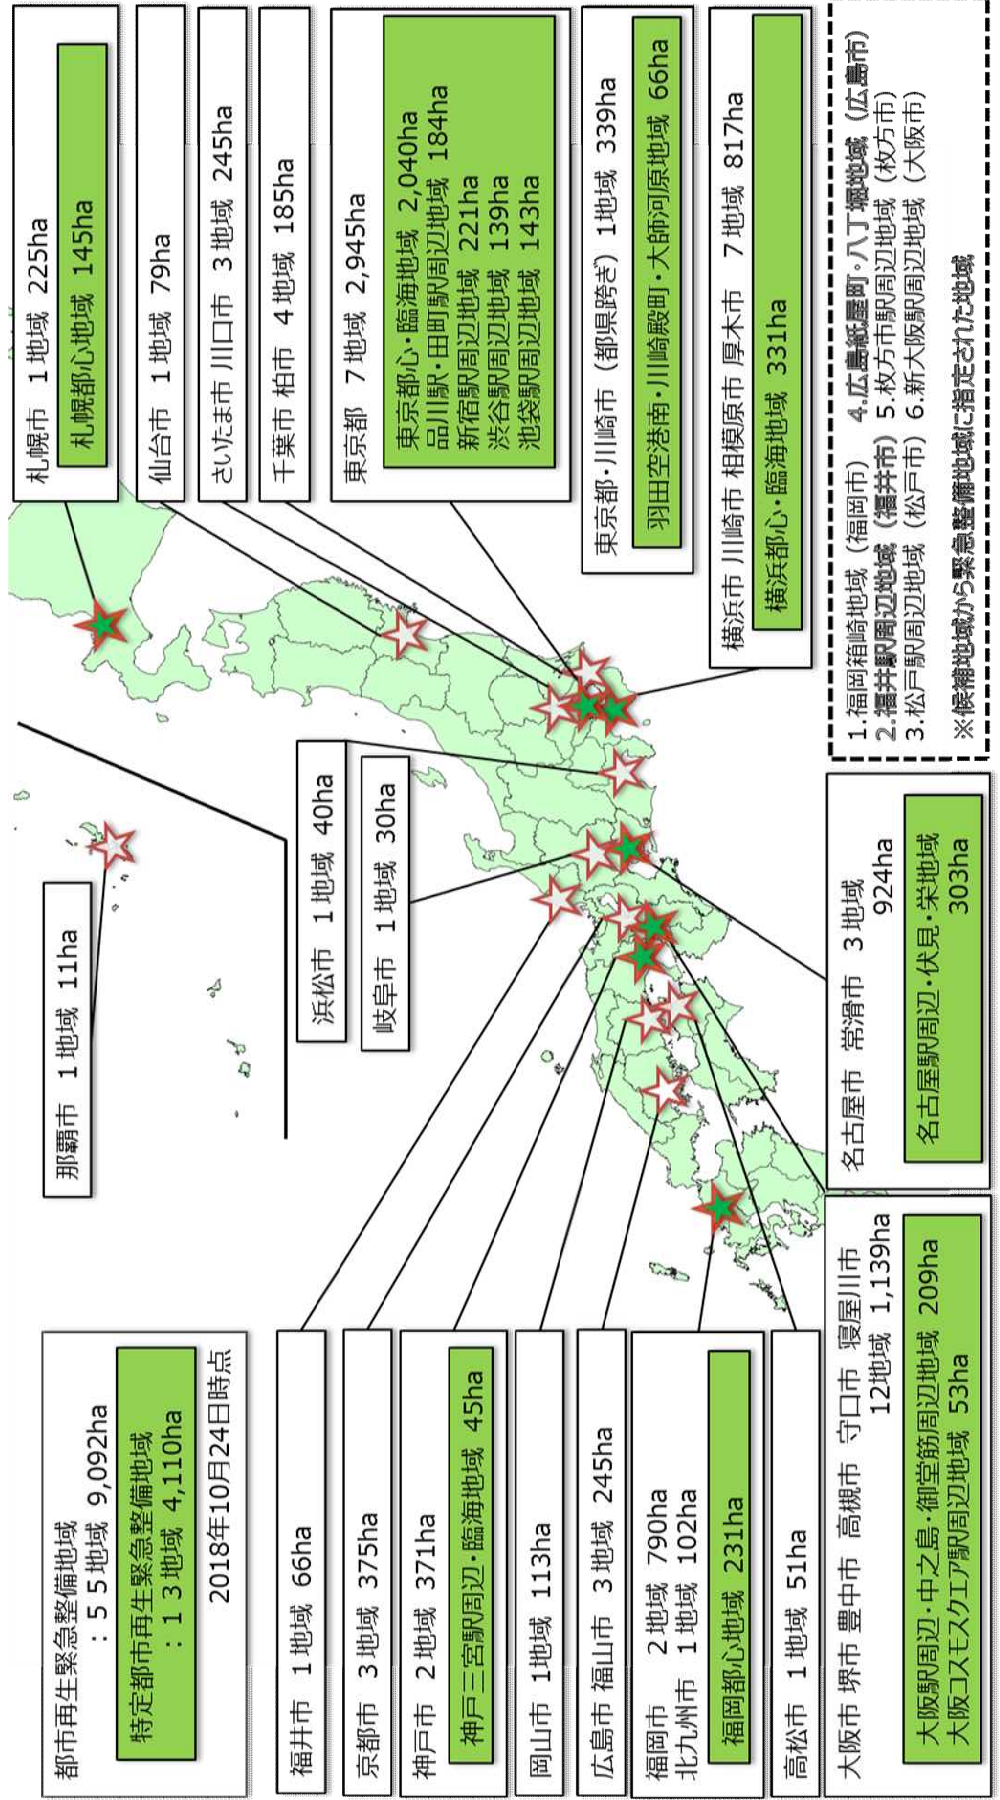 都市再生緊急整備地域
：５５地域 9,092ha
特定都市再生緊急整備地域
：１３地域 4,110ha
2018年10月24日時点
那覇市 １地域 11ha
札幌市 １地域 225ha
札幌都心地域 145ha
仙台市 １地域 79ha
さいたま市 川口市 ３地域 245ha
千葉市 柏市 ４地域 185ha
東京都 ７地域 2,945ha
東京都心・臨海地域 2,040ha
品川駅・田町駅周辺地域 184ha
新宿駅周辺地域 221ha
渋谷駅周辺地域 139ha
池袋駅周辺地域 143ha
東京都・川崎市（都県跨ぎ）1地域 339ha
羽田空港南・川崎殿町・大師河原地域 66ha
横浜市 川崎市 相模原市 厚木市 ７地域 817ha
横浜都心・臨海地域 331ha
浜松市 １地域 40ha
岐阜市 １地域 30ha
福井市 １地域 66ha
京都市 ３地域 375ha
神戸市 ２地域 371ha
神戸三宮駅周辺・臨海地域 45ha
岡山市 1地域 113ha
広島市 福山市 ３地域 245ha
福岡市 ２地域 790ha
北九州市 １地域 102ha
福岡都心地域 231ha
高松市 １地域 51ha
大阪市 堺市 豊中市 高槻市 守口市 寝屋川市
12地域 1,139ha
大阪駅周辺・中之島・御堂筋周辺地域 209ha
大阪コスモスクエア駅周辺地域 53ha
名古屋市 常滑市 ３地域
924ha
名古屋駅周辺・伏見・栄地域
303ha
1.福岡箱崎地域（福岡市） 4.広島紙屋町・八丁堀地域（広島市）
2.福井駅周辺地域（福井市） 5.枚方市駅周辺地域（枚方市）
3.松戸駅周辺地域（松戸市） 6.新大阪駅周辺地域（大阪市）
※候補地域から緊急整備地域に指定された地域